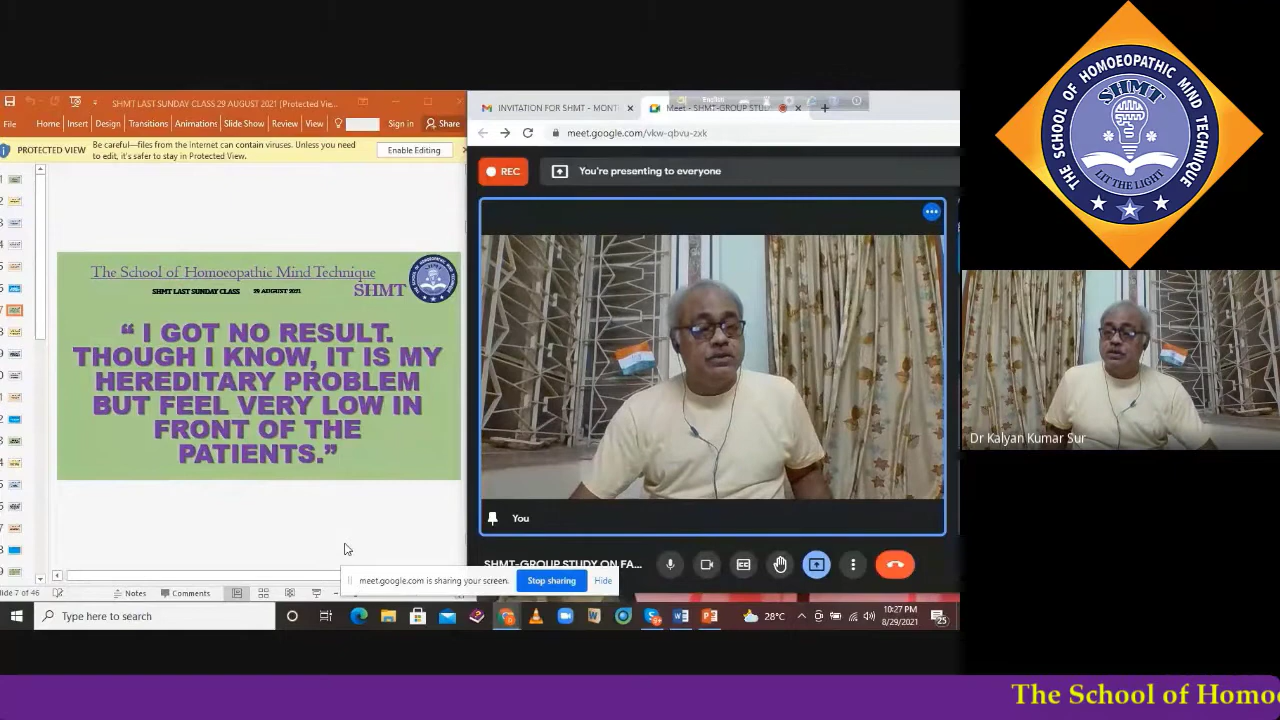 SHMT LAST SUNDAY CLASS 29 AUGUST 2021 [Protected Vie...
File Home Insert Design Transitions Animations Slide Show Review View Sign in Share
PROTECTED VIEW
Be careful—files from the Internet can contain viruses. Unless you need to edit, it's safer to stay in Protected View.
Enable Editing
The School of Homoeopathic Mind Technique
SHMT LAST SUNDAY CLASS 29 AUGUST 2021
SHMT
“ I GOT NO RESULT.
THOUGH I KNOW, IT IS MY
HEREDITARY PROBLEM
BUT FEEL VERY LOW IN
FRONT OF THE
PATIENTS.”
Slide 7 of 46
Notes Comments
INVITATION FOR SHMT - MONT
Meet - SHMT-GROUP STUD
English
meet.google.com/vkw-qbvu-zxk
REC
You're presenting to everyone
You
SHMT-GROUP STUDY ON FA...
meet.google.com is sharing your screen.
Stop sharing
Hide
Type here to search
28°C
10:27 PM
8/29/2021
25
THE SCHOOL OF HOMOEOPATHIC MIND TECHNIQUE
SHMT
LIT THE LIGHT
Dr Kalyan Kumar Sur
The School of Homoe